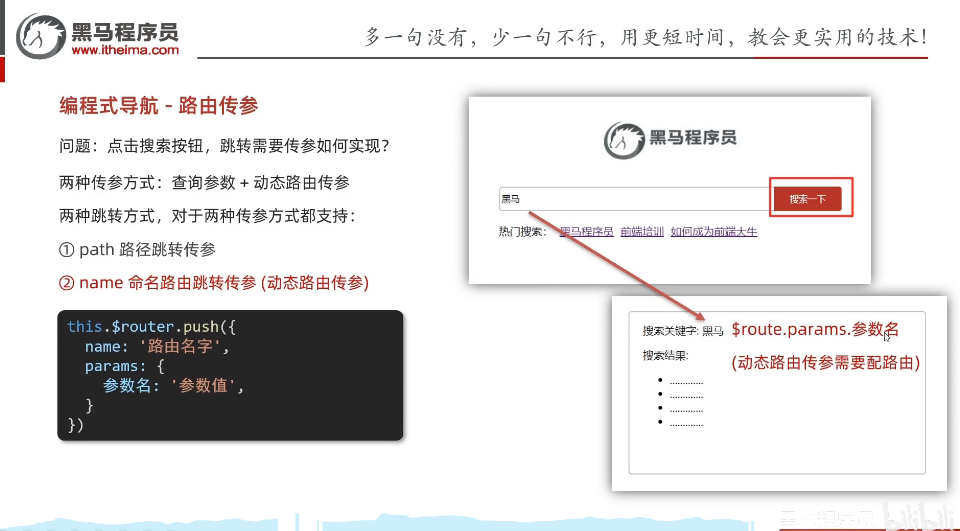 黑马程序员
www.itheima.com
多一句没有，少一句不行，用更短时间，教会更实用的技术！
编程式导航 - 路由传参
问题：点击搜索按钮，跳转需要传参如何实现？
两种传参方式：查询参数 + 动态路由传参
两种跳转方式，对于两种传参方式都支持：
① path 路径跳转传参
② name 命名路由跳转传参 (动态路由传参)
this.$router.push({
name: '路由名字',
params: {
参数名: '参数值',
}
})
黑马程序员
黑马
搜索一下
热门搜索： 黑马程序员 前端培训 如何成为前端大牛
搜索关键字: 黑马 $route.params.参数名
搜索结果:
(动态路由传参需要配路由)
.............
.............
.............
.............
bilibili